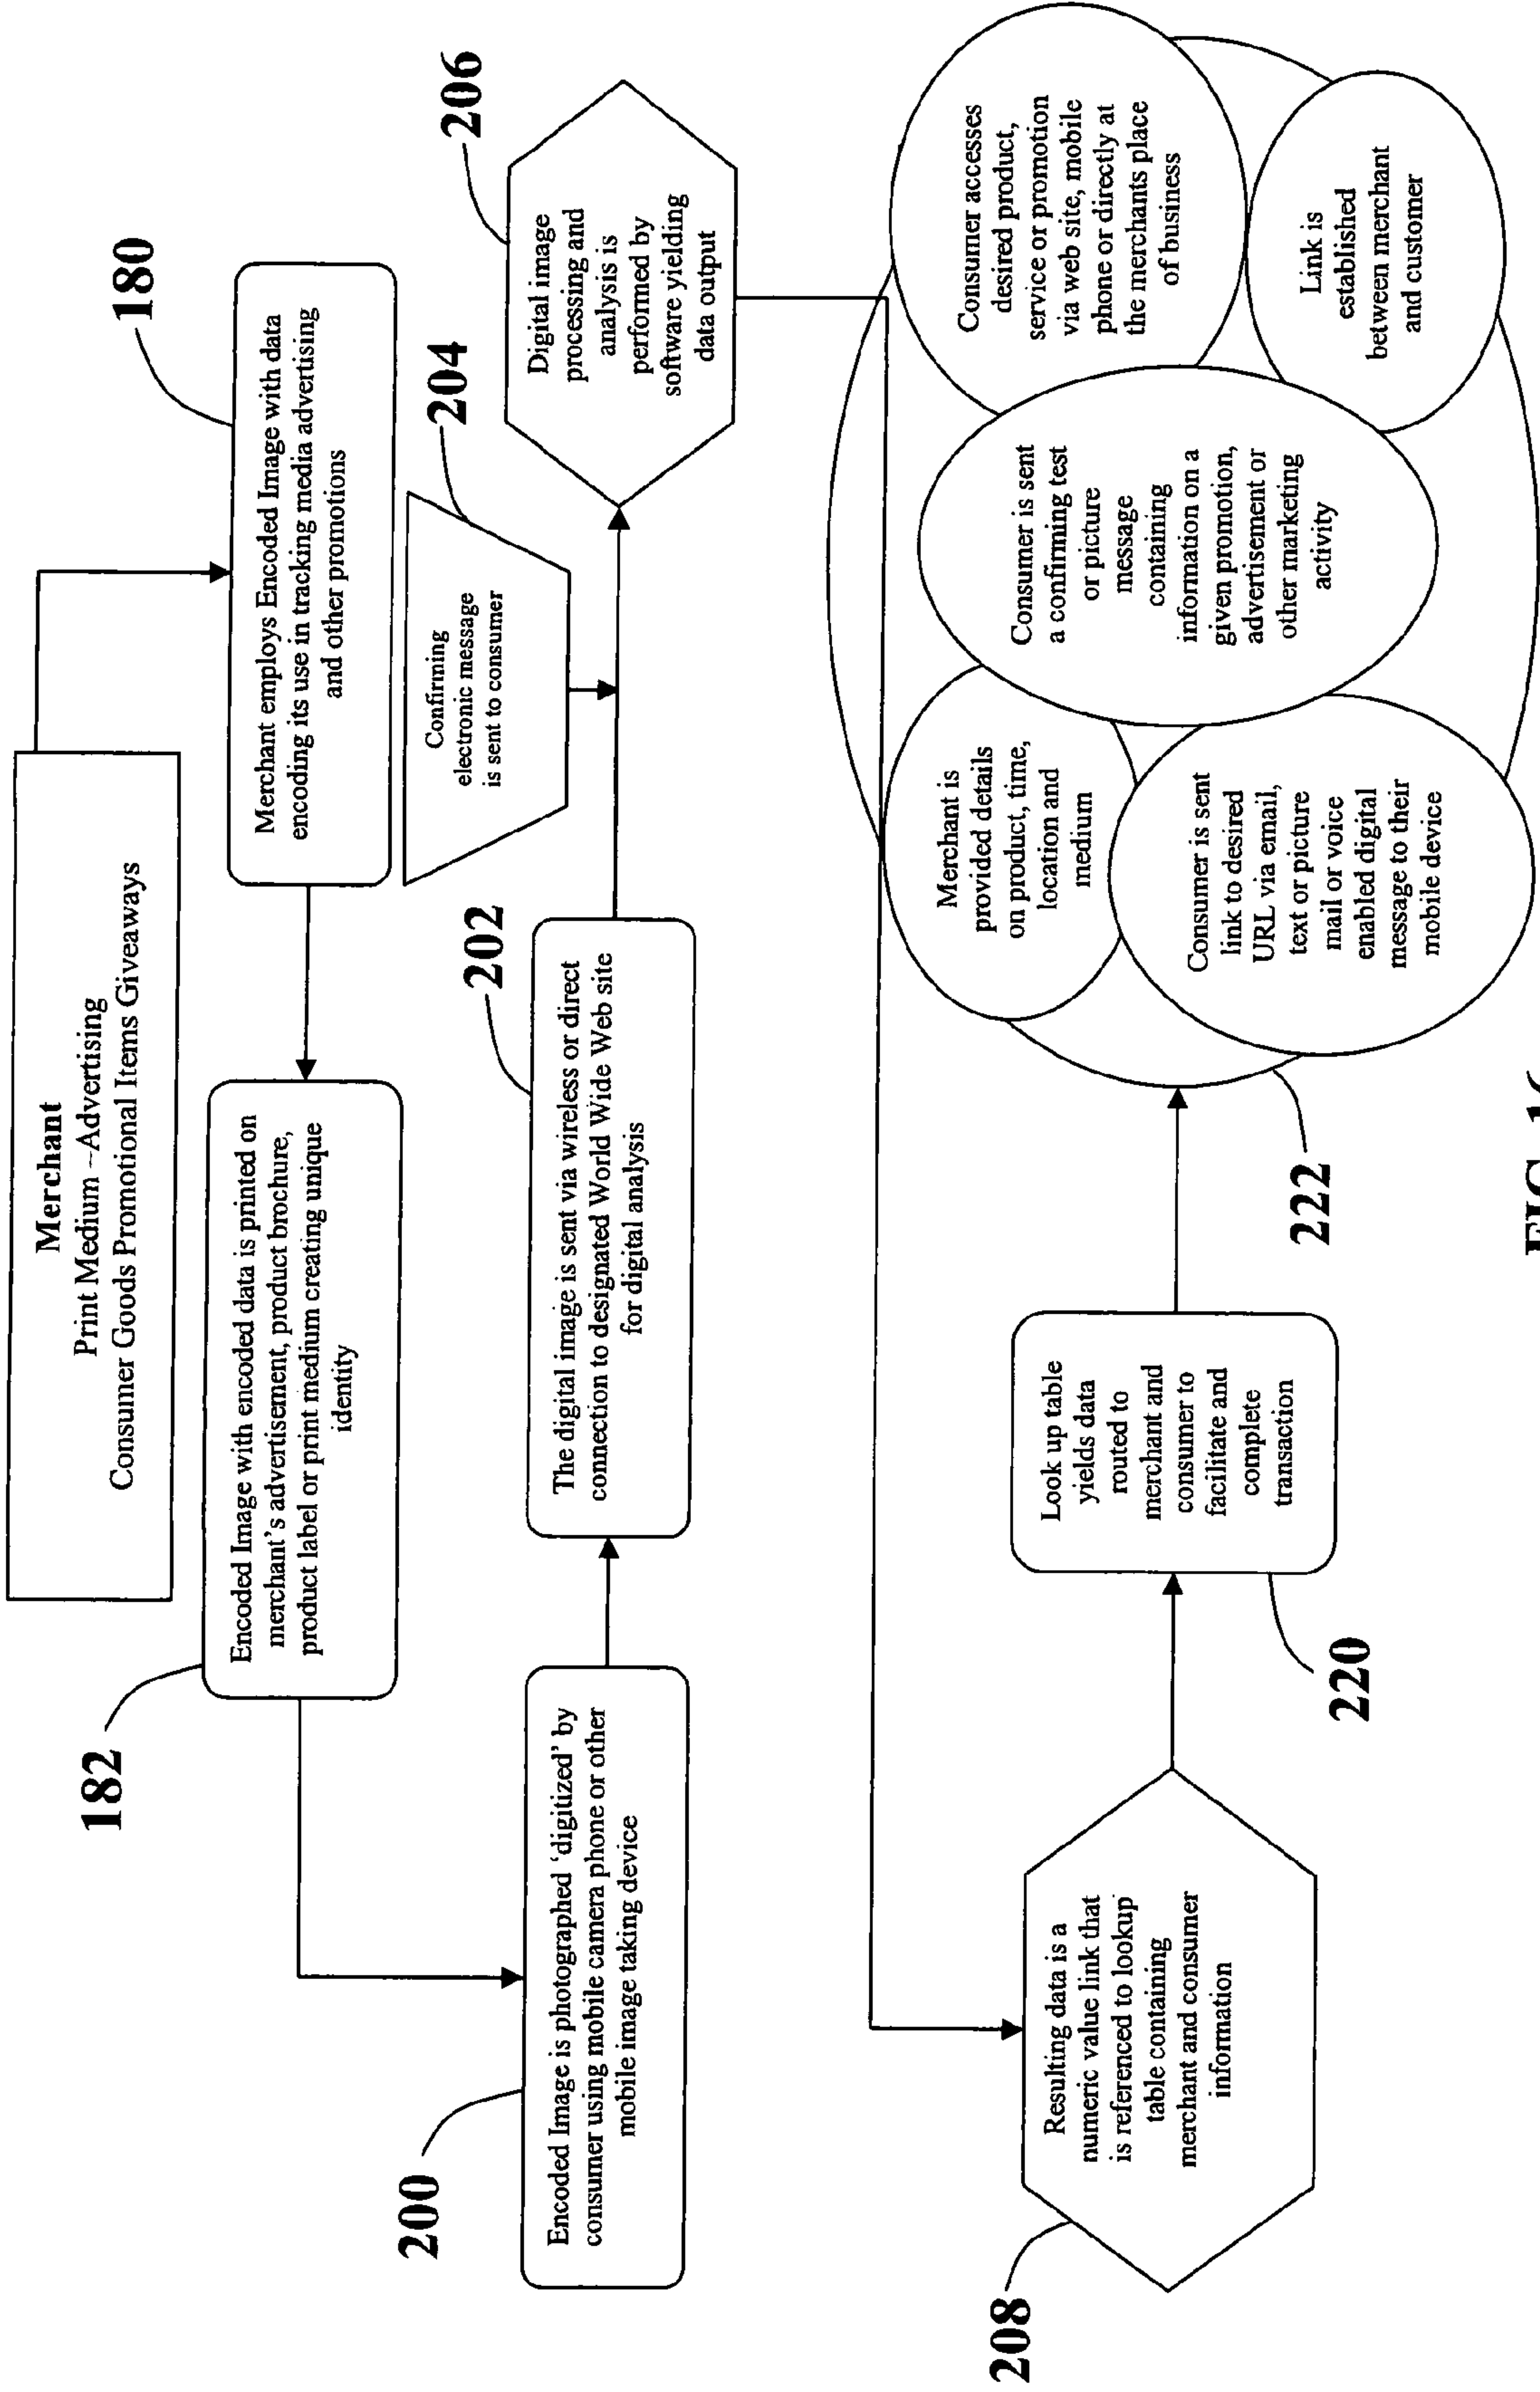 Merchant
Print Medium –Advertising
Consumer Goods Promotional Items Giveaways
180
Merchant employs Encoded Image with data
encoding its use in tracking media advertising
and other promotions
182
Encoded Image with encoded data is printed on
merchant's advertisement, product brochure,
product label or print medium creating unique
identity
200
Encoded Image is photographed 'digitized' by
consumer using mobile camera phone or other
mobile image taking device
202
The digital image is sent via wireless or direct
connection to designated World Wide Web site
for digital analysis
204
Confirming
electronic message
is sent to consumer
206
Digital image
processing and
analysis is
performed by
software yielding
data output
208
Resulting data is a
numeric value link that
is referenced to lookup
table containing
merchant and consumer
information
220
Look up table
yields data
routed to
merchant and
consumer to
facilitate and
complete
transaction
222
Merchant is
provided details
on product, time,
location and
medium
Consumer is sent
link to desired
URL via email,
text or picture
mail or voice
enabled digital
message to their
mobile device
Consumer is sent
a confirming test
or picture
message
containing
information on a
given promotion,
advertisement or
other marketing
activity
Consumer accesses
desired product,
service or promotion
via web site, mobile
phone or directly at
the merchants place
of business
Link is
established
between merchant
and customer